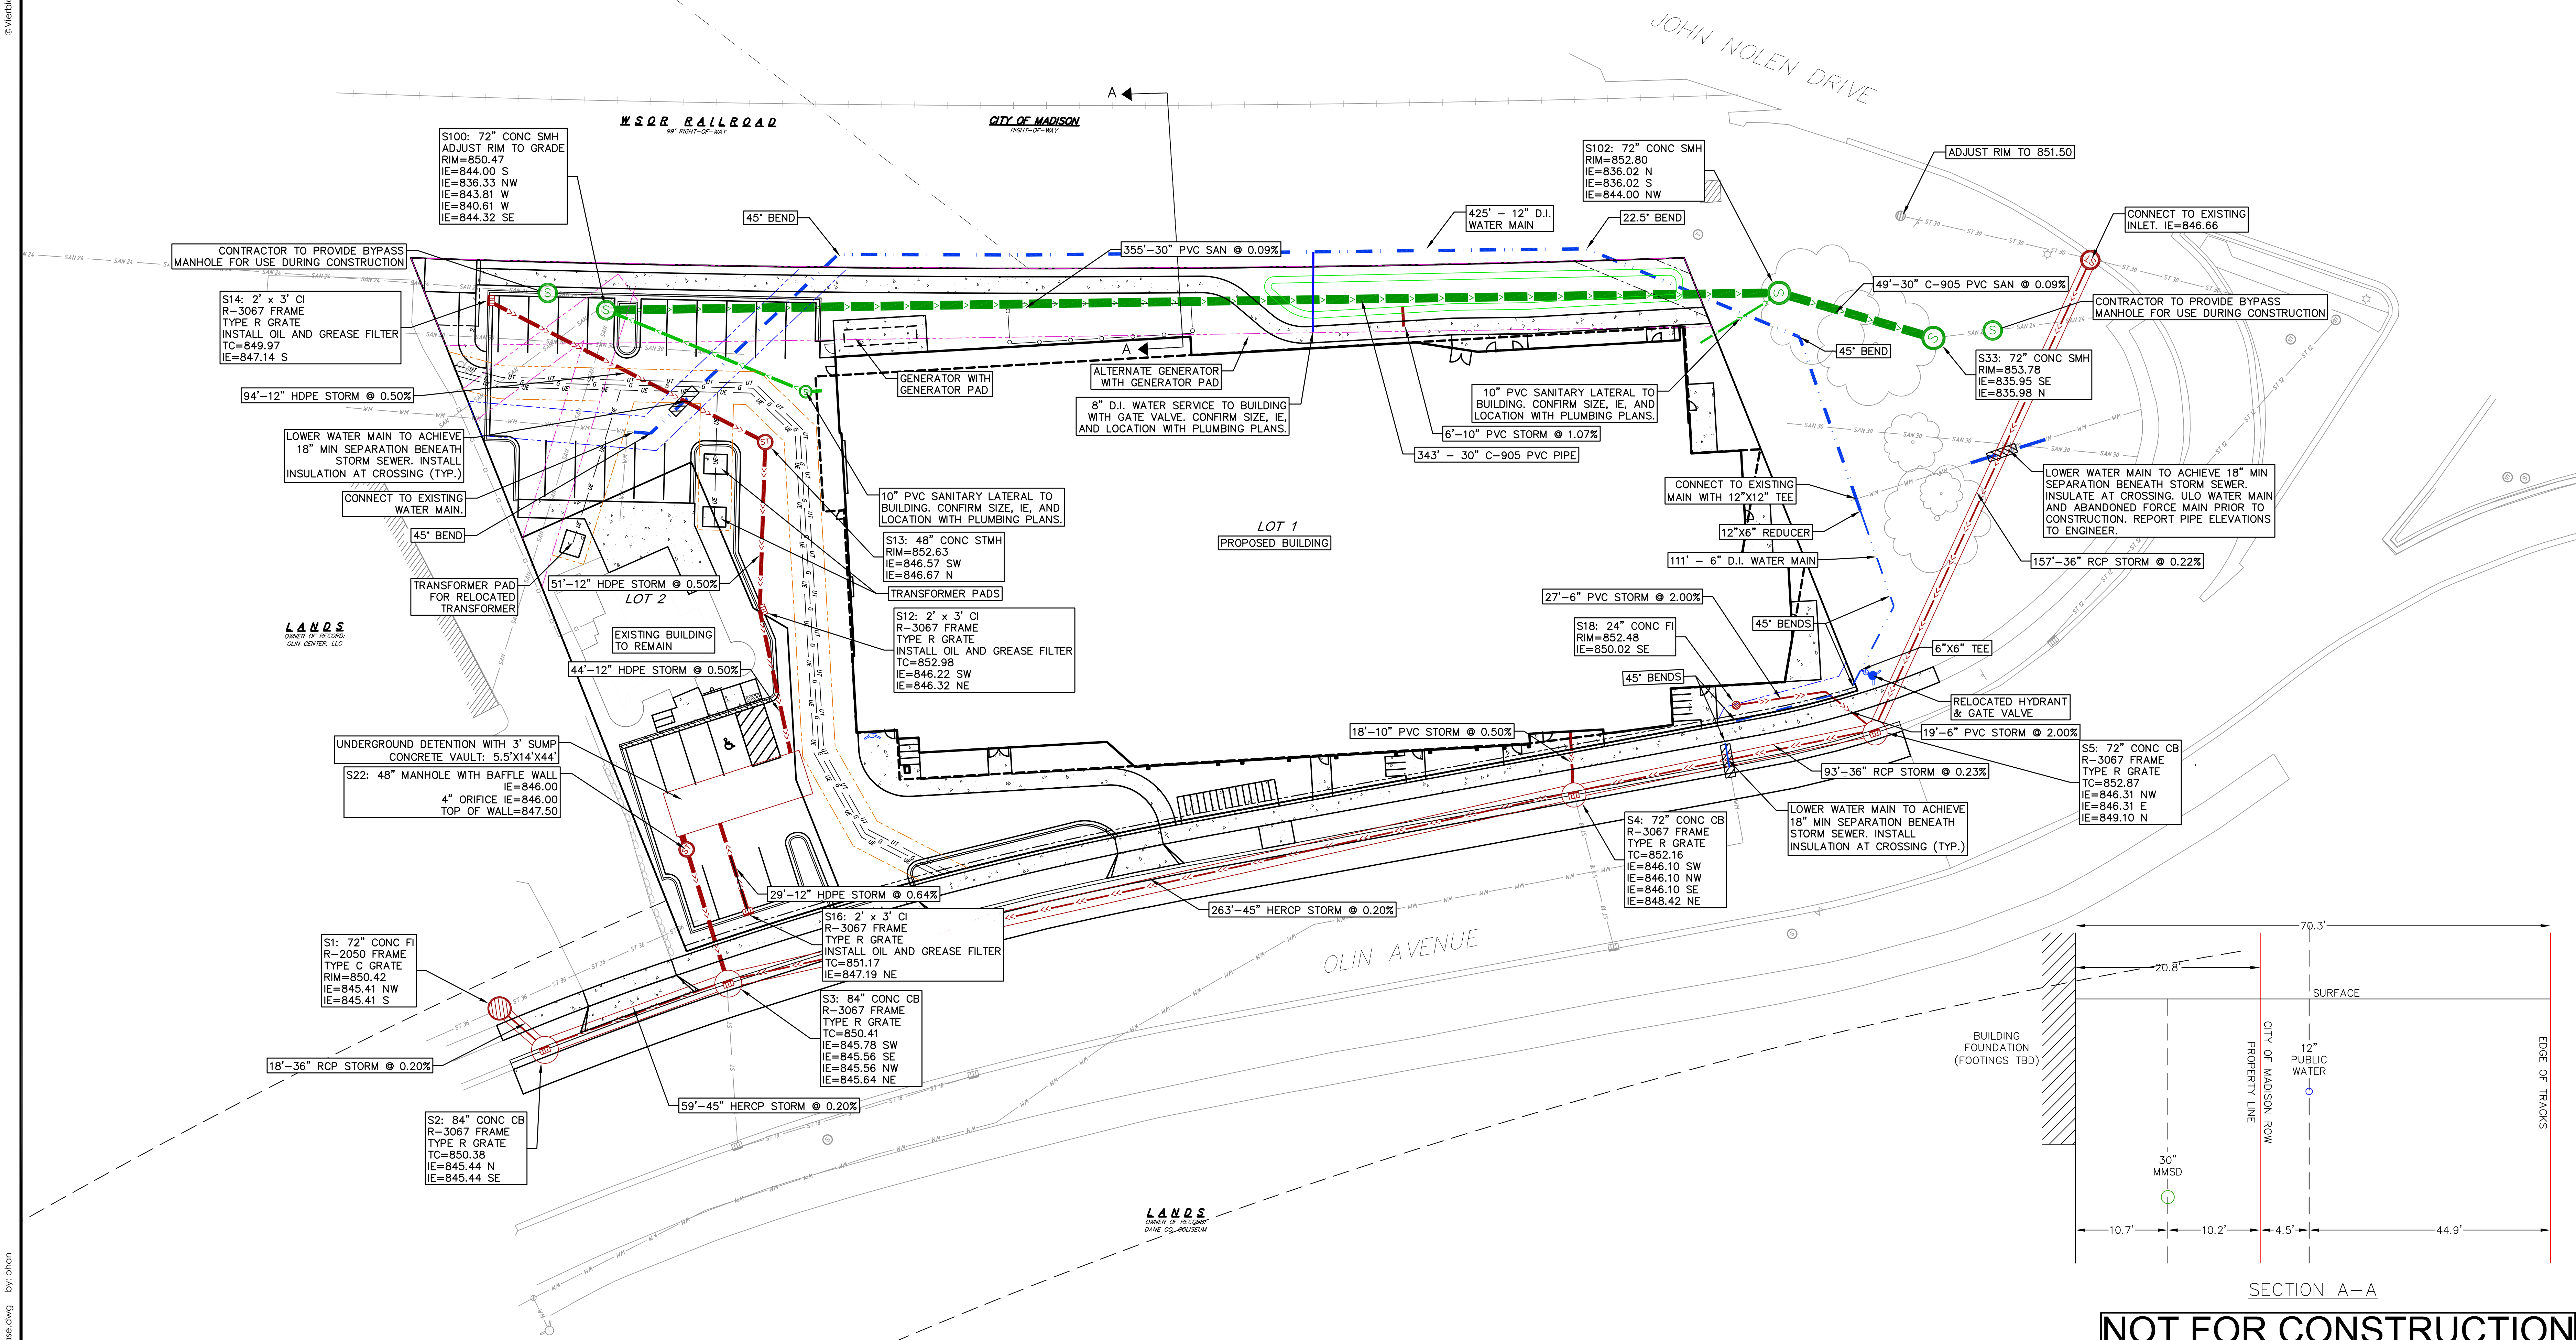 ©Vierbic
JOHN NOLEN DRIVE
WSOR RAILROAD
99' RIGHT-OF-WAY
CITY OF MADISON
RIGHT-OF-WAY
A
S100: 72" CONC SMH
ADJUST RIM TO GRADE
RIM=850.47
IE=844.00 S
IE=836.33 NW
IE=843.81 W
IE=840.61 W
IE=844.32 SE
S102: 72" CONC SMH
RIM=852.80
IE=836.02 N
IE=836.02 S
IE=844.00 NW
ADJUST RIM TO 851.50
45° BEND
425' - 12" D.I.
WATER MAIN
22.5° BEND
CONNECT TO EXISTING
INLET. IE=846.66
CONTRACTOR TO PROVIDE BYPASS
MANHOLE FOR USE DURING CONSTRUCTION
355'-30" PVC SAN @ 0.09%
49'-30" C-905 PVC SAN @ 0.09%
CONTRACTOR TO PROVIDE BYPASS
MANHOLE FOR USE DURING CONSTRUCTION
S14: 2' x 3' CI
R-3067 FRAME
TYPE R GRATE
INSTALL OIL AND GREASE FILTER
TC=849.97
IE=847.14 S
A
45° BEND
S33: 72" CONC SMH
RIM=853.78
IE=835.95 SE
IE=835.98 N
94'-12" HDPE STORM @ 0.50%
GENERATOR WITH
GENERATOR PAD
ALTERNATE GENERATOR
WITH GENERATOR PAD
8" D.I. WATER SERVICE TO BUILDING
WITH GATE VALVE. CONFIRM SIZE, IE,
AND LOCATION WITH PLUMBING PLANS.
10" PVC SANITARY LATERAL TO
BUILDING. CONFIRM SIZE, IE, AND
LOCATION WITH PLUMBING PLANS.
6'-10" PVC STORM @ 1.07%
343' - 30" C-905 PVC PIPE
LOWER WATER MAIN TO ACHIEVE
18" MIN SEPARATION BENEATH
STORM SEWER. INSTALL
INSULATION AT CROSSING (TYP.)
CONNECT TO EXISTING
WATER MAIN.
45° BEND
10" PVC SANITARY LATERAL TO
BUILDING. CONFIRM SIZE, IE, AND
LOCATION WITH PLUMBING PLANS.
LOT 1
PROPOSED BUILDING
CONNECT TO EXISTING
MAIN WITH 12"X12" TEE
12"X6" REDUCER
LOWER WATER MAIN TO ACHIEVE 18" MIN
SEPARATION BENEATH STORM SEWER.
INSULATE AT CROSSING. ULO WATER MAIN
AND ABANDONED FORCE MAIN PRIOR TO
CONSTRUCTION. REPORT PIPE ELEVATIONS
TO ENGINEER.
S13: 48" CONC STMH
RIM=852.63
IE=846.57 SW
IE=846.67 N
TRANSFORMER PADS
111' - 6" D.I. WATER MAIN
157'-36" RCP STORM @ 0.22%
TRANSFORMER PAD
FOR RELOCATED
TRANSFORMER
51'-12" HDPE STORM @ 0.50%
LOT 2
27'-6" PVC STORM @ 2.00%
S18: 24" CONC FI
RIM=852.48
IE=850.02 SE
45° BENDS
LANDS
OWNER OF RECORD:
OLIN CENTER, LLC
EXISTING BUILDING
TO REMAIN
S12: 2' x 3' CI
R-3067 FRAME
TYPE R GRATE
INSTALL OIL AND GREASE FILTER
TC=852.98
IE=846.22 SW
IE=846.32 NE
44'-12" HDPE STORM @ 0.50%
6"X6" TEE
45° BENDS
RELOCATED HYDRANT
& GATE VALVE
18'-10" PVC STORM @ 0.50%
19'-6" PVC STORM @ 2.00%
UNDERGROUND DETENTION WITH 3' SUMP
CONCRETE VAULT: 5.5'X14'X44'
S22: 48" MANHOLE WITH BAFFLE WALL
IE=846.00
4" ORIFICE IE=846.00
TOP OF WALL=847.50
93'-36" RCP STORM @ 0.23%
S5: 72" CONC CB
R-3067 FRAME
TYPE R GRATE
TC=852.87
IE=846.31 NW
IE=846.31 E
IE=849.10 N
LOWER WATER MAIN TO ACHIEVE
18" MIN SEPARATION BENEATH
STORM SEWER. INSTALL
INSULATION AT CROSSING (TYP.)
S4: 72" CONC CB
R-3067 FRAME
TYPE R GRATE
TC=852.16
IE=846.10 SW
IE=846.10 NW
IE=846.10 SE
IE=848.42 NE
29'-12" HDPE STORM @ 0.64%
263'-45" HERCP STORM @ 0.20%
S16: 2' x 3' CI
R-3067 FRAME
TYPE R GRATE
INSTALL OIL AND GREASE FILTER
TC=851.17
IE=847.19 NE
OLIN AVENUE
S1: 72" CONC FI
R-2050 FRAME
TYPE C GRATE
RIM=850.42
IE=845.41 NW
IE=845.41 S
S3: 84" CONC CB
R-3067 FRAME
TYPE R GRATE
TC=850.41
IE=845.78 SW
IE=845.56 SE
IE=845.56 NW
IE=845.64 NE
18'-36" RCP STORM @ 0.20%
59'-45" HERCP STORM @ 0.20%
S2: 84" CONC CB
R-3067 FRAME
TYPE R GRATE
TC=850.38
IE=845.44 N
IE=845.44 SE
LANDS
OWNER OF RECORD:
DANE CO. COLISEUM
70.3'
20.8'
SURFACE
BUILDING
FOUNDATION
(FOOTINGS TBD)
CITY OF MADISON ROW
PROPERTY LINE
12"
PUBLIC
WATER
EDGE OF TRACKS
30"
MMSD
10.7'
10.2'
4.5'
44.9'
SECTION A-A
NOT FOR CONSTRUCTION
ase.dwg by: bhan